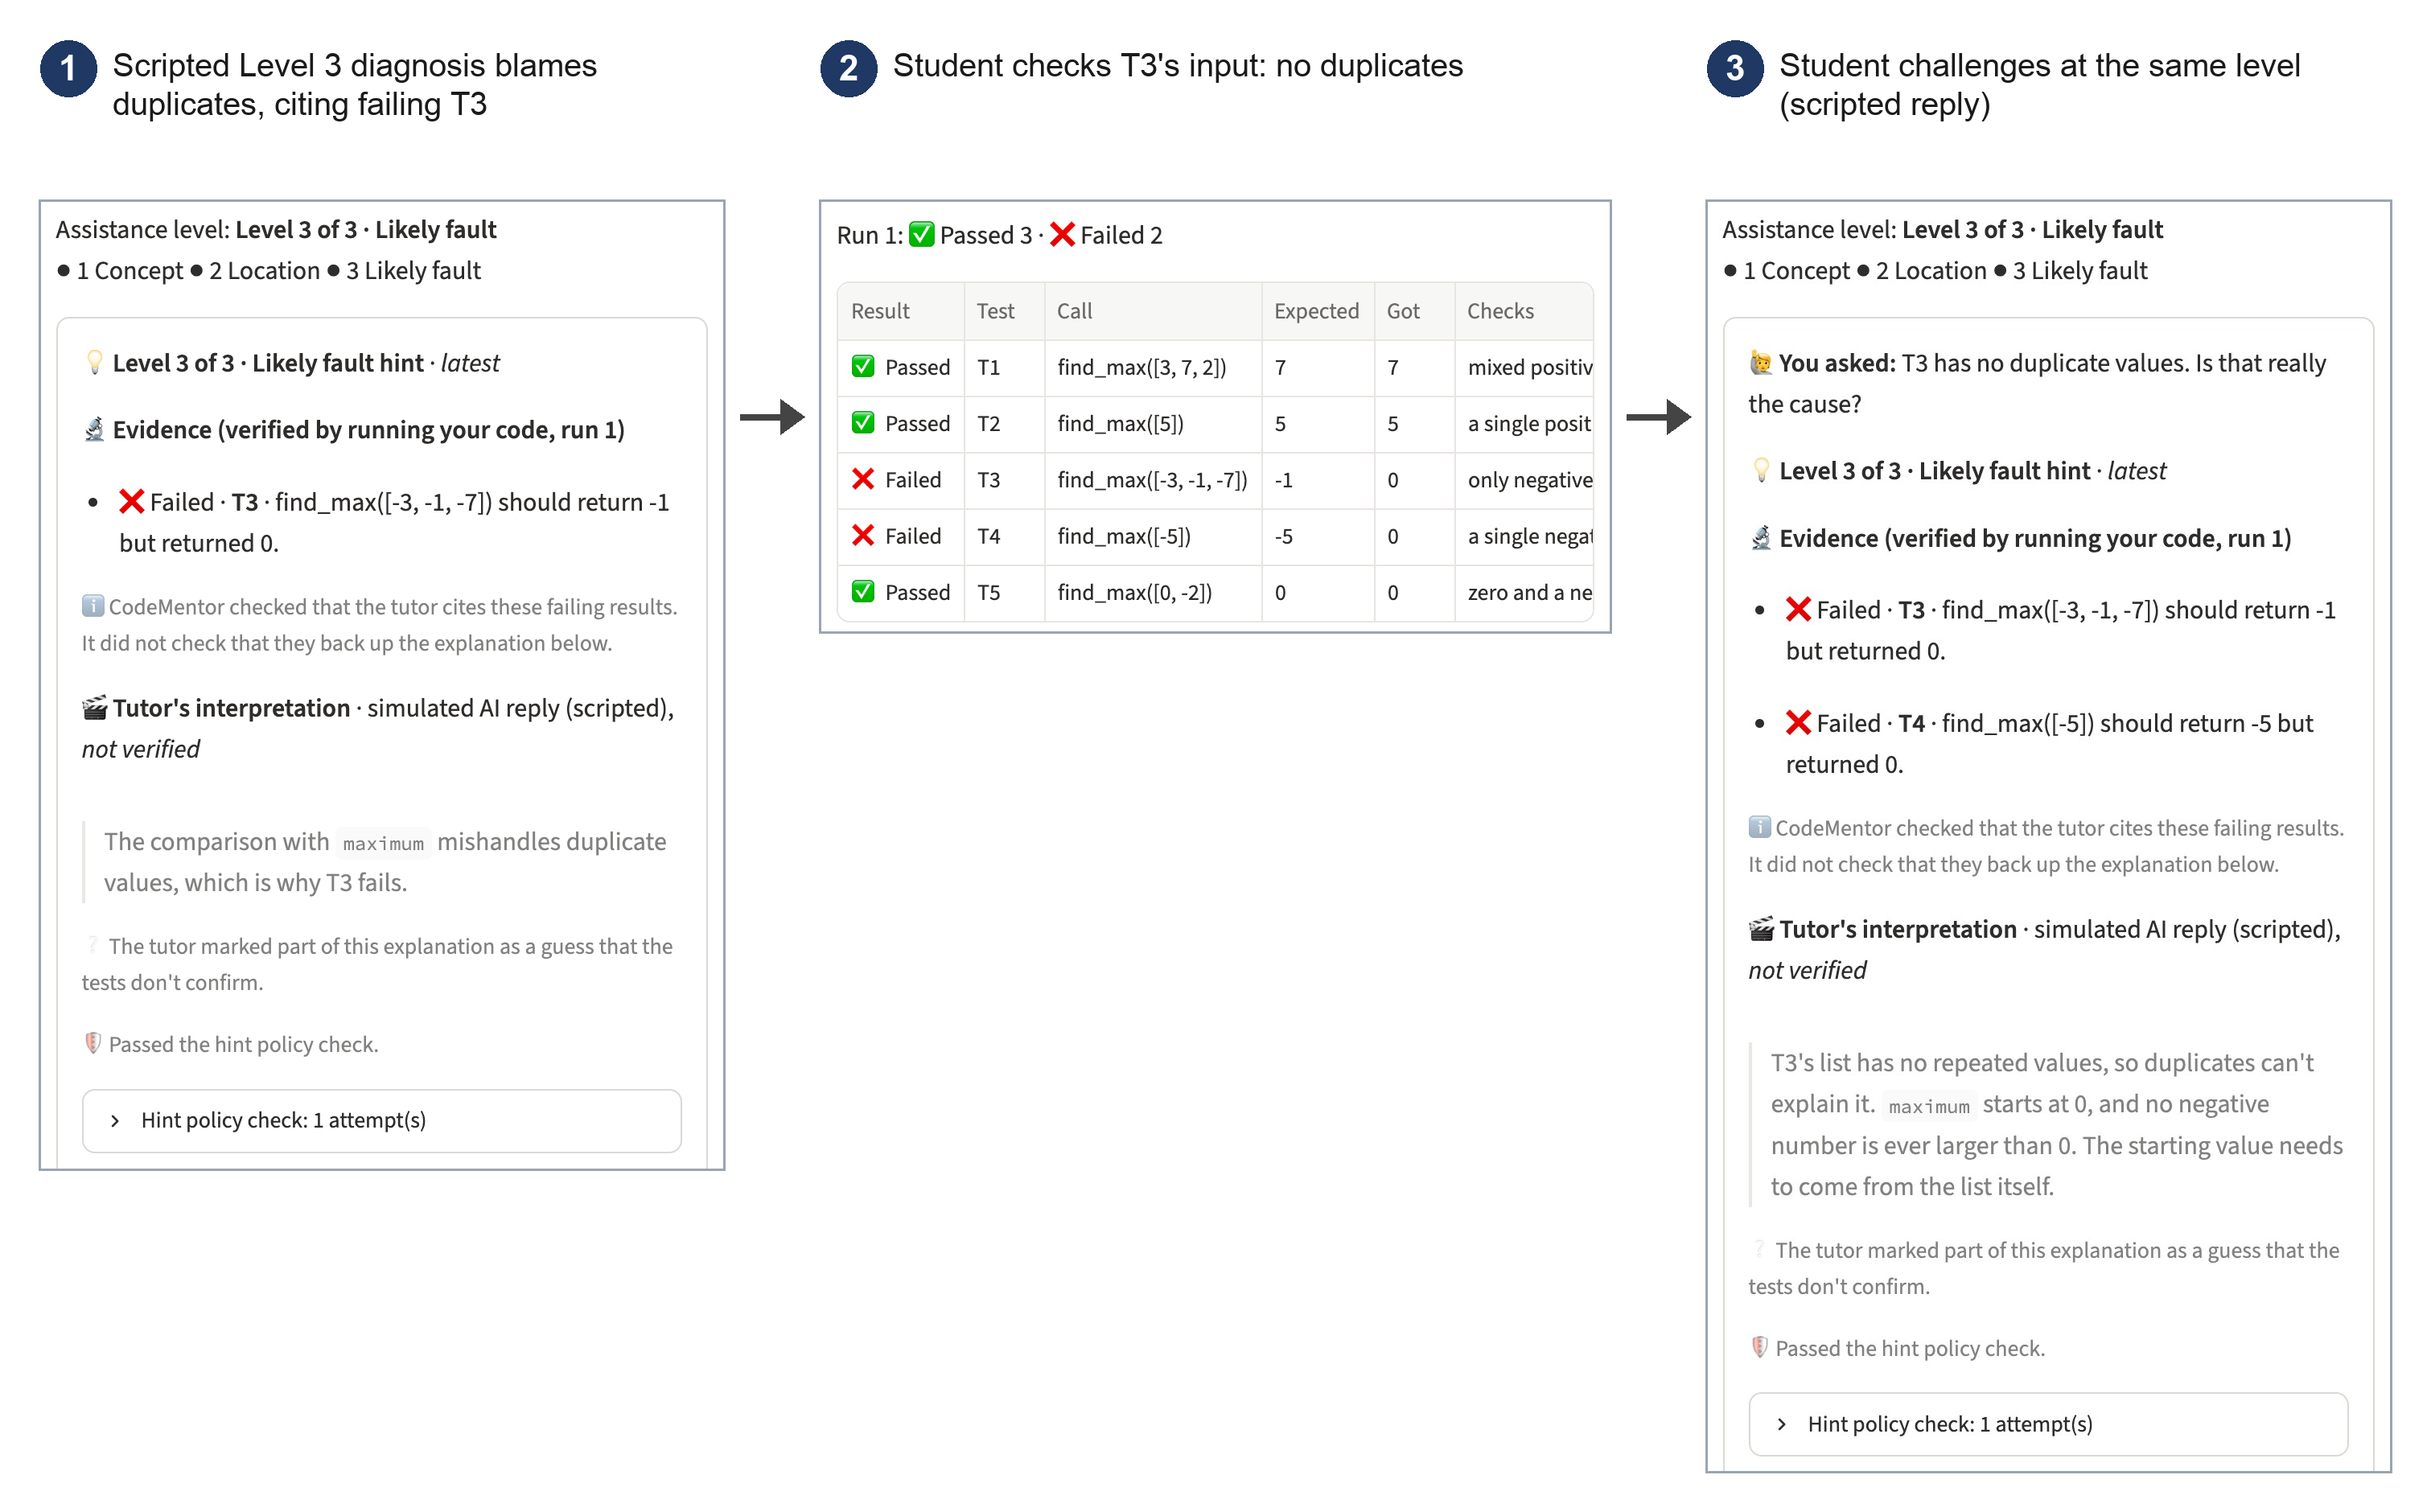 1 Scripted Level 3 diagnosis blames
duplicates, citing failing T3
Assistance level: Level 3 of 3 · Likely fault
● 1 Concept ● 2 Location ● 3 Likely fault
💡 Level 3 of 3 · Likely fault hint · latest
🔬 Evidence (verified by running your code, run 1)
• ❌ Failed · T3 · find_max([-3, -1, -7]) should return -1
but returned 0.
ℹ️ CodeMentor checked that the tutor cites these failing results.
It did not check that they back up the explanation below.
🎬 Tutor's interpretation · simulated AI reply (scripted),
not verified
The comparison with maximum mishandles duplicate
values, which is why T3 fails.
❔ The tutor marked part of this explanation as a guess that the
tests don't confirm.
🛡️ Passed the hint policy check.
› Hint policy check: 1 attempt(s)
2 Student checks T3's input: no duplicates
Run 1: ✅ Passed 3 · ❌ Failed 2
Result Test Call Expected Got Checks
✅ Passed T1 find_max([3, 7, 2]) 7 7 mixed positiv
✅ Passed T2 find_max([5]) 5 5 a single posit
❌ Failed T3 find_max([-3, -1, -7]) -1 0 only negative
❌ Failed T4 find_max([-5]) -5 0 a single negat
✅ Passed T5 find_max([0, -2]) 0 0 zero and a ne
3 Student challenges at the same level
(scripted reply)
Assistance level: Level 3 of 3 · Likely fault
● 1 Concept ● 2 Location ● 3 Likely fault
🙋 You asked: T3 has no duplicate values. Is that really
the cause?
💡 Level 3 of 3 · Likely fault hint · latest
🔬 Evidence (verified by running your code, run 1)
• ❌ Failed · T3 · find_max([-3, -1, -7]) should return -1
but returned 0.
• ❌ Failed · T4 · find_max([-5]) should return -5 but
returned 0.
ℹ️ CodeMentor checked that the tutor cites these failing results.
It did not check that they back up the explanation below.
🎬 Tutor's interpretation · simulated AI reply (scripted),
not verified
T3's list has no repeated values, so duplicates can't
explain it. maximum starts at 0, and no negative
number is ever larger than 0. The starting value needs
to come from the list itself.
❔ The tutor marked part of this explanation as a guess that the
tests don't confirm.
🛡️ Passed the hint policy check.
› Hint policy check: 1 attempt(s)